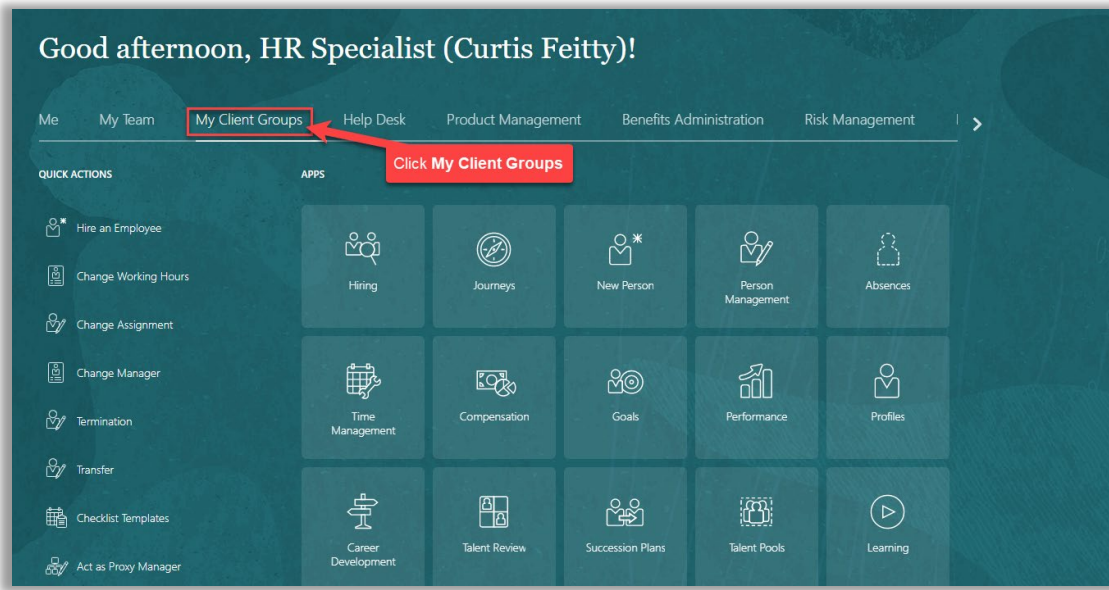 Good afternoon, HR Specialist (Curtis Feitty)!
Me My Team My Client Groups Help Desk Product Management Benefits Administration Risk Management
Click My Client Groups
QUICK ACTIONS
Hire an Employee
Change Working Hours
Change Assignment
Change Manager
Termination
Transfer
Checklist Templates
Act as Proxy Manager
APPS
Hiring
Journeys
New Person
Person
Management
Absences
Time
Management
Compensation
Goals
Performance
Profiles
Career
Development
Talent Review
Succession Plans
Talent Pools
Learning